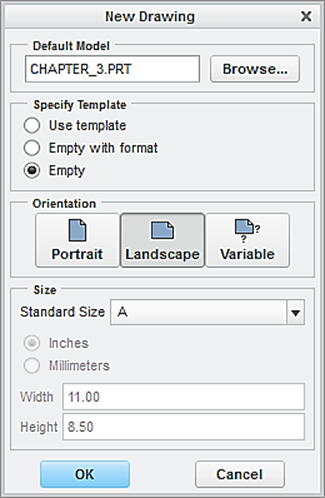 New Drawing
Default Model
CHAPTER_3.PRT
Browse...
Specify Template
Use template
Empty with format
Empty
Orientation
? ?
Portrait Landscape Variable
Size
Standard Size A
Inches
Millimeters
Width 11.00
Height 8.50
OK Cancel